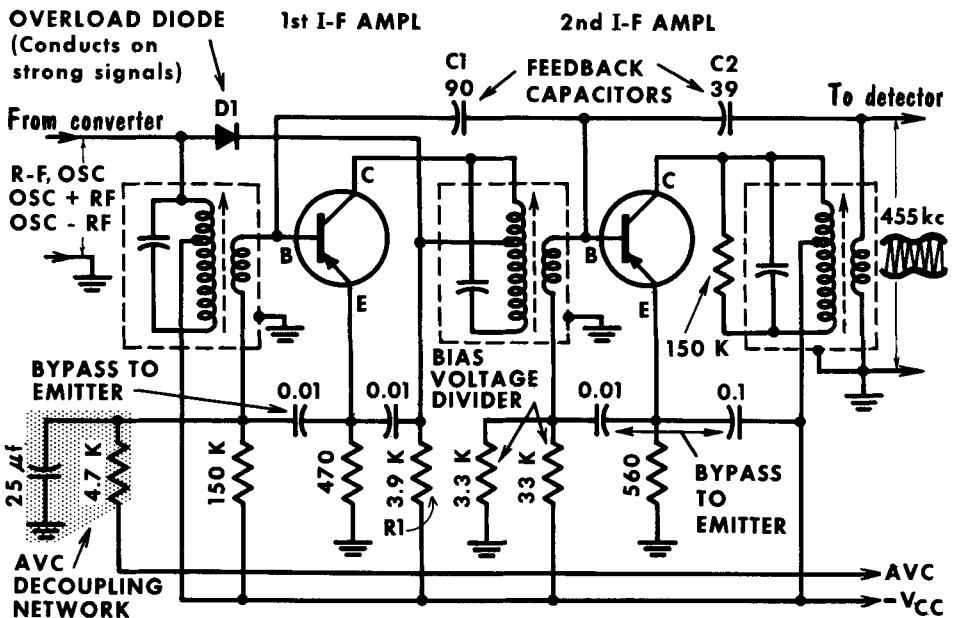 OVERLOAD DIODE
(Conducts on
strong signals)
1st I-F AMPL
2nd I-F AMPL
C1
90
FEEDBACK
CAPACITORS
C2
39
From converter
D1
To detector
R-F, OSC
OSC + RF
OSC - RF
C
B
E
C
B
E
455kc
150 K
BYPASS TO
EMITTER
0.01
0.01
BIAS
VOLTAGE
DIVIDER
0.01
0.1
25 µf
4.7 K
150 K
470
3.9 K
R1
3.3 K
33 K
560
BYPASS
TO
EMITTER
AVC
DECOUPLING
NETWORK
AVC
-VCC